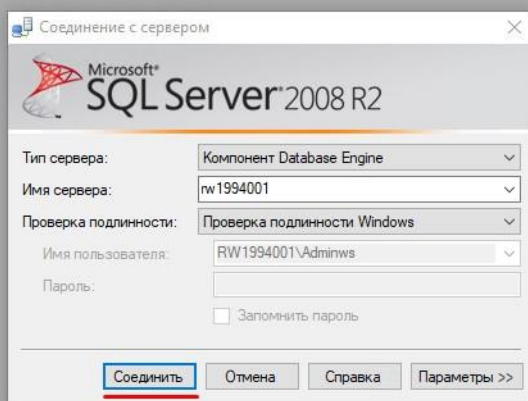 Соединение с сервером
Microsoft®
SQL Server® 2008 R2
Тип сервера: Компонент Database Engine
Имя сервера: rw1994001
Проверка подлинности: Проверка подлинности Windows
Имя пользователя: RW1994001\Adminws
Пароль:
Запомнить пароль
Соединить Отмена Справка Параметры >>